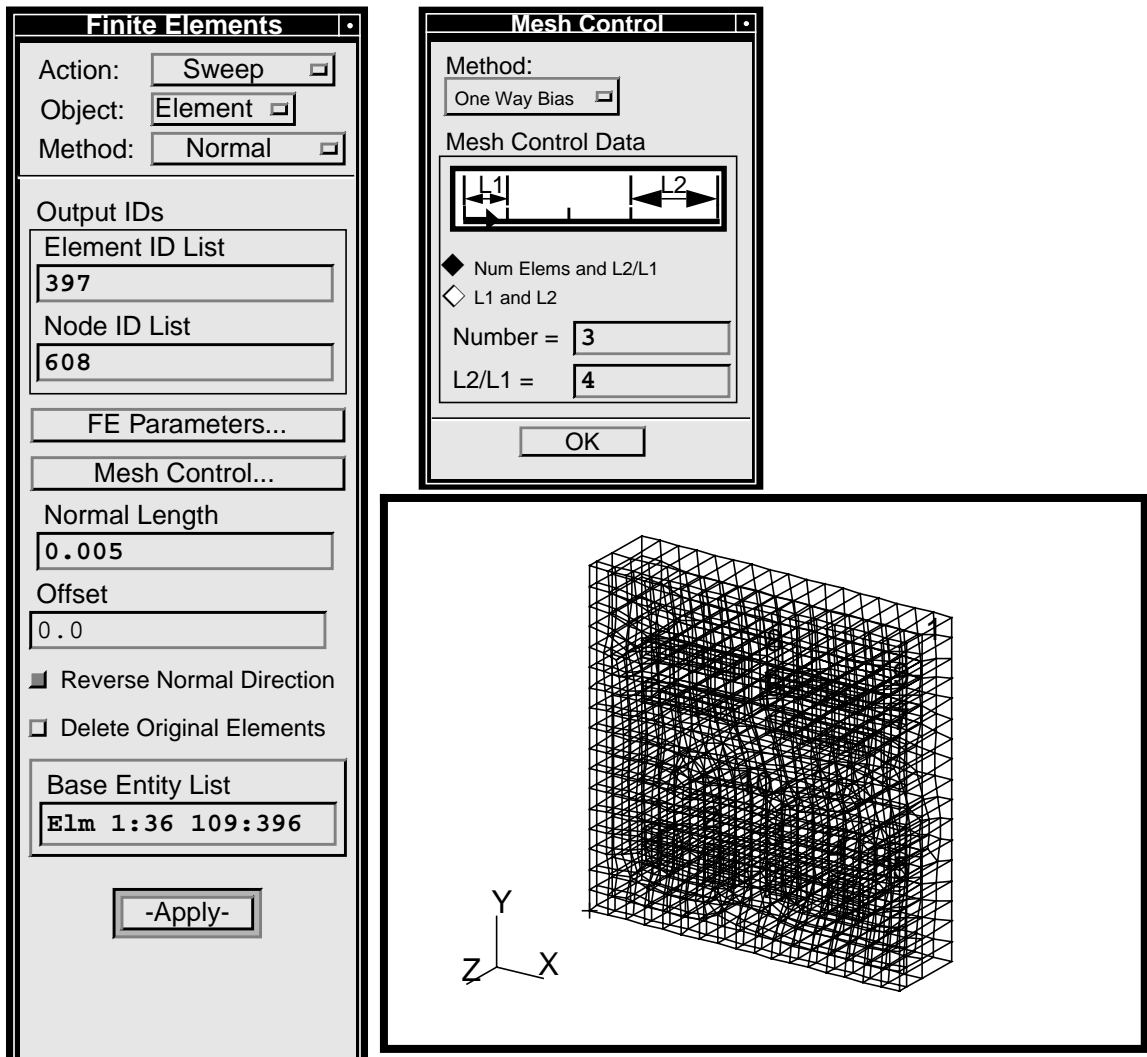 Finite Elements
Action: Sweep
Object: Element
Method: Normal
Output IDs
Element ID List
397
Node ID List
608
FE Parameters...
Mesh Control...
Normal Length
0.005
Offset
0.0
Reverse Normal Direction
Delete Original Elements
Base Entity List
Elm 1:36 109:396
-Apply-
Mesh Control
Method:
One Way Bias
Mesh Control Data
L1 L2
Num Elems and L2/L1
L1 and L2
Number = 3
L2/L1 = 4
OK
1
Y
Z X